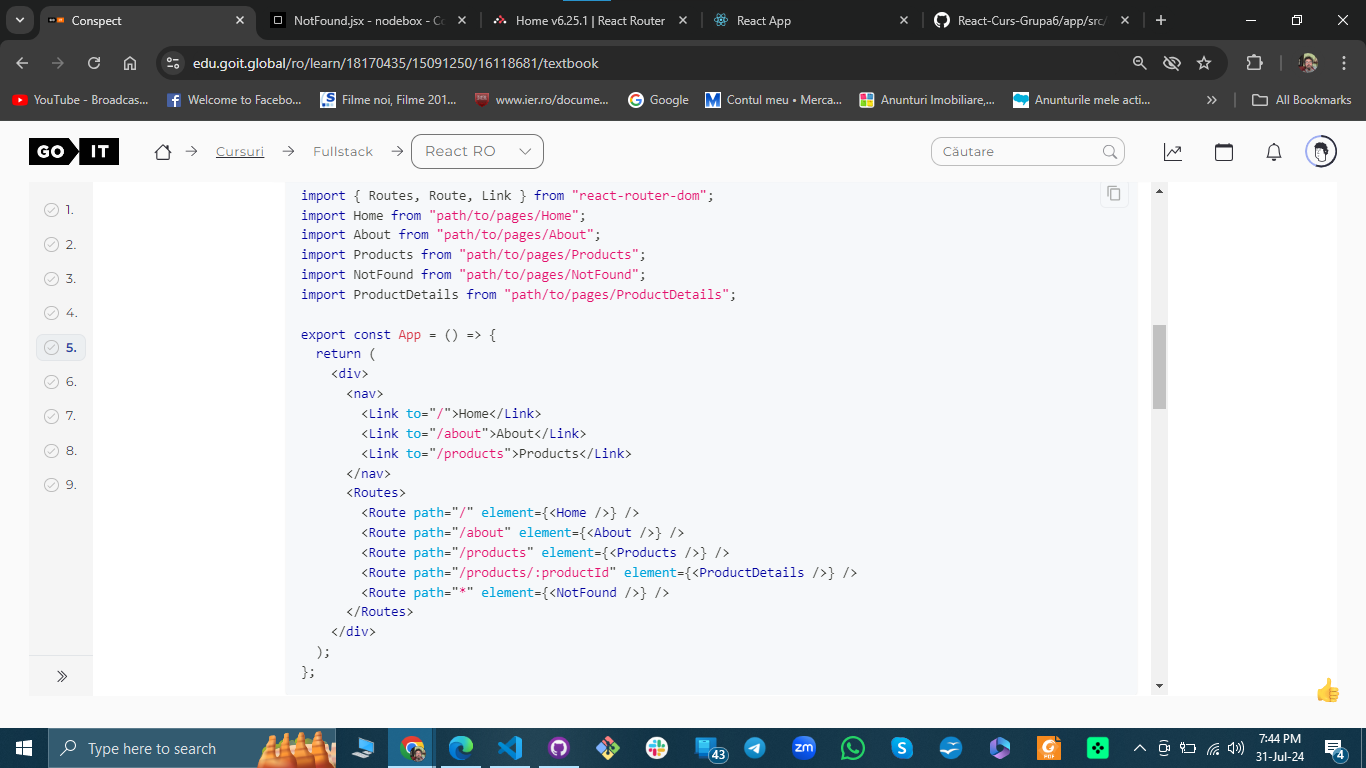 Conspect
NotFound.jsx - nodebox - Co
Home v6.25.1 | React Router
React App
React-Curs-Grupa6/app/src/
edu.goit.global/ro/learn/18170435/15091250/16118681/textbook
YouTube - Broadcas...
Welcome to Facebo...
Filme noi, Filme 201...
www.ier.ro/docume...
Google
Contul meu • Merca...
Anunturi Imobiliare,...
Anunturile mele acti...
All Bookmarks
GO IT
Cursuri
Fullstack
React RO
Căutare
1.
2.
3.
4.
5.
6.
7.
8.
9.
import { Routes, Route, Link } from "react-router-dom";
import Home from "path/to/pages/Home";
import About from "path/to/pages/About";
import Products from "path/to/pages/Products";
import NotFound from "path/to/pages/NotFound";
import ProductDetails from "path/to/pages/ProductDetails";
export const App = () => {
return (
<div>
<nav>
<Link to="/">Home</Link>
<Link to="/about">About</Link>
<Link to="/products">Products</Link>
</nav>
<Routes>
<Route path="/" element={<Home />} />
<Route path="/about" element={<About />} />
<Route path="/products" element={<Products />} />
<Route path="/products/:productId" element={<ProductDetails />} />
<Route path="*" element={<NotFound />} />
</Routes>
</div>
);
};
Type here to search
43
zm
PDF
7:44 PM
31-Jul-24
4